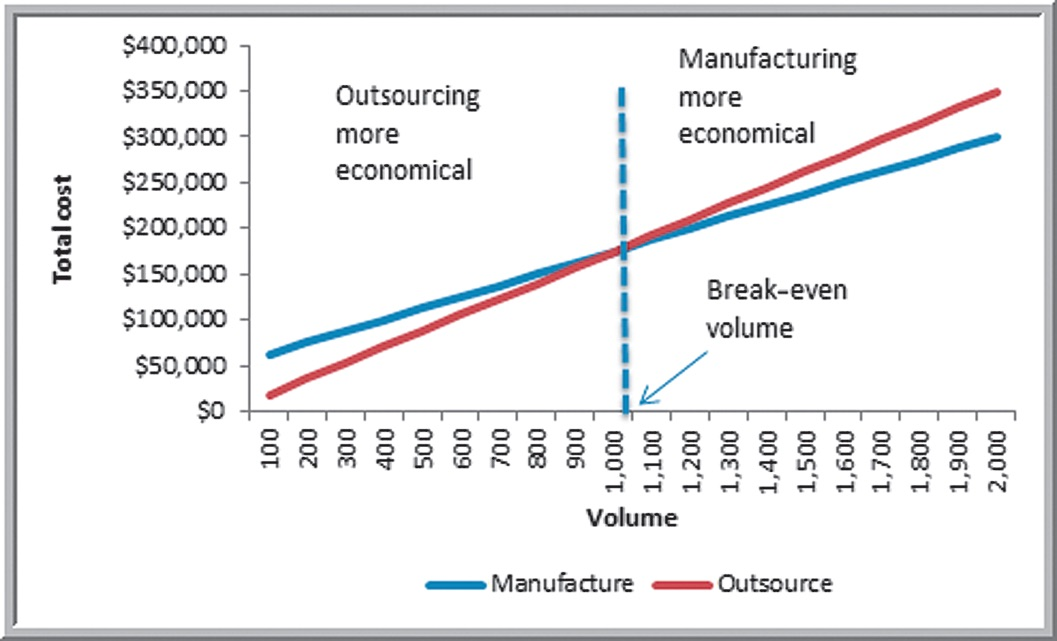 $400,000
$350,000
$300,000
$250,000
$200,000
$150,000
$100,000
$50,000
$0
Total cost
Outsourcing
more
economical
Manufacturing
more
economical
Break-even
volume
100
200
300
400
500
600
700
800
900
1,000
1,100
1,200
1,300
1,400
1,500
1,600
1,700
1,800
1,900
2,000
Volume
Manufacture
Outsource